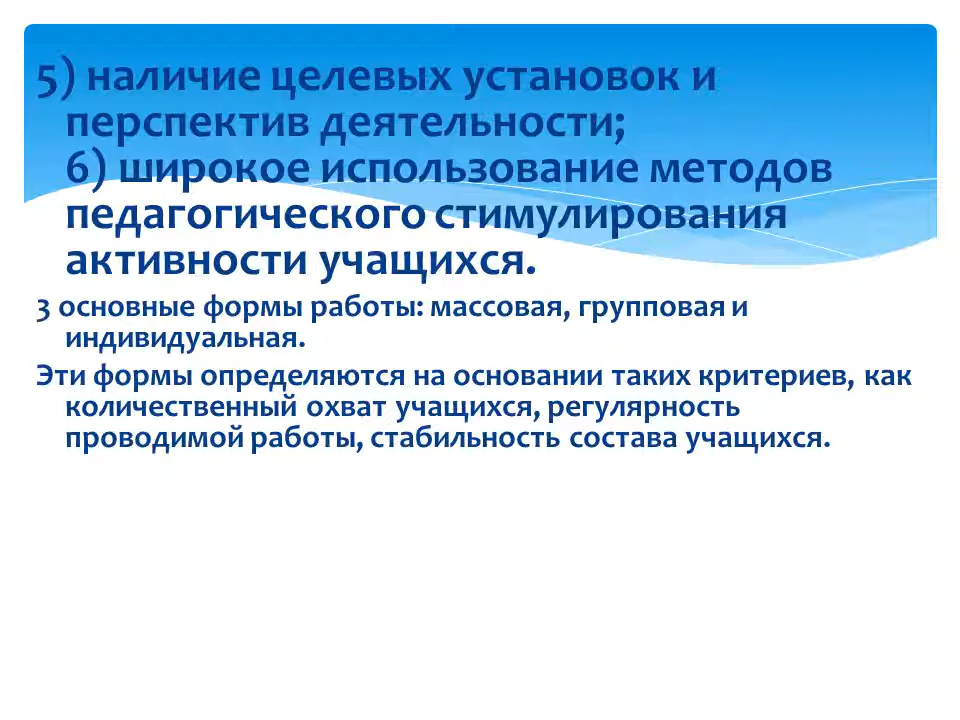 5) наличие целевых установок и
перспектив деятельности;
6) широкое использование методов
педагогического стимулирования
активности учащихся.
3 основные формы работы: массовая, групповая и
индивидуальная.
Эти формы определяются на основании таких критериев, как
количественный охват учащихся, регулярность
проводимой работы, стабильность состава учащихся.